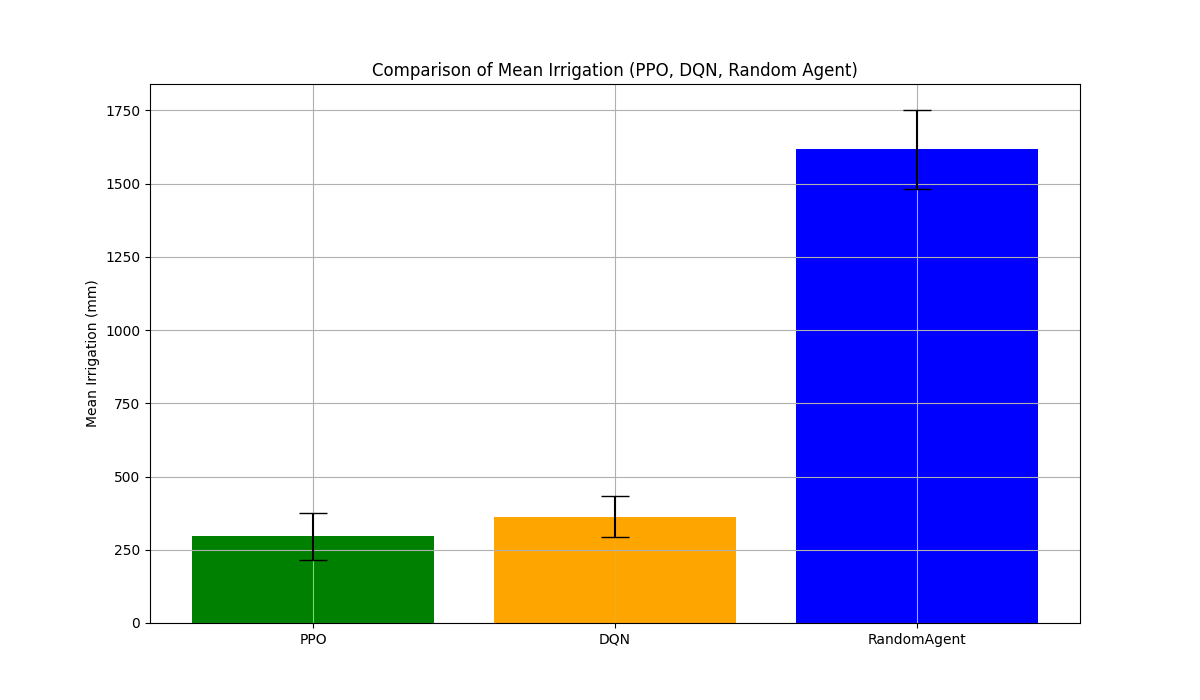 Comparison of Mean Irrigation (PPO, DQN, Random Agent)
Mean Irrigation (mm)
1750
1500
1250
1000
750
500
250
0
PPO
DQN
RandomAgent